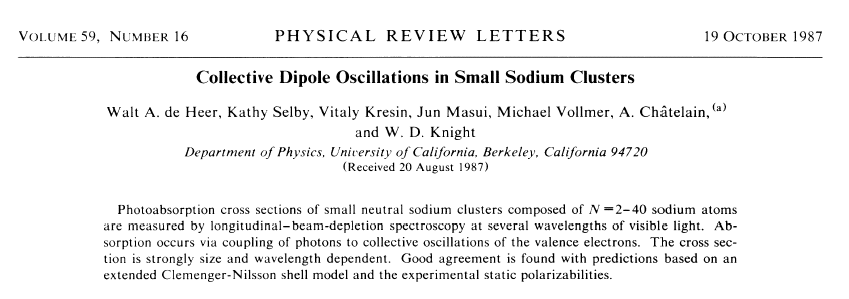 VOLUME 59, NUMBER 16 PHYSICAL REVIEW LETTERS 19 OCTOBER 1987
Collective Dipole Oscillations in Small Sodium Clusters
Walt A. de Heer, Kathy Selby, Vitaly Kresin, Jun Masui, Michael Vollmer, A. Châtelain, (a)
and W. D. Knight
Department of Physics, University of California, Berkeley, California 94720
(Received 20 August 1987)
Photoabsorption cross sections of small neutral sodium clusters composed of N=2–40 sodium atoms
are measured by longitudinal-beam-depletion spectroscopy at several wavelengths of visible light. Ab-
sorption occurs via coupling of photons to collective oscillations of the valence electrons. The cross sec-
tion is strongly size and wavelength dependent. Good agreement is found with predictions based on an
extended Clemenger-Nilsson shell model and the experimental static polarizabilities.